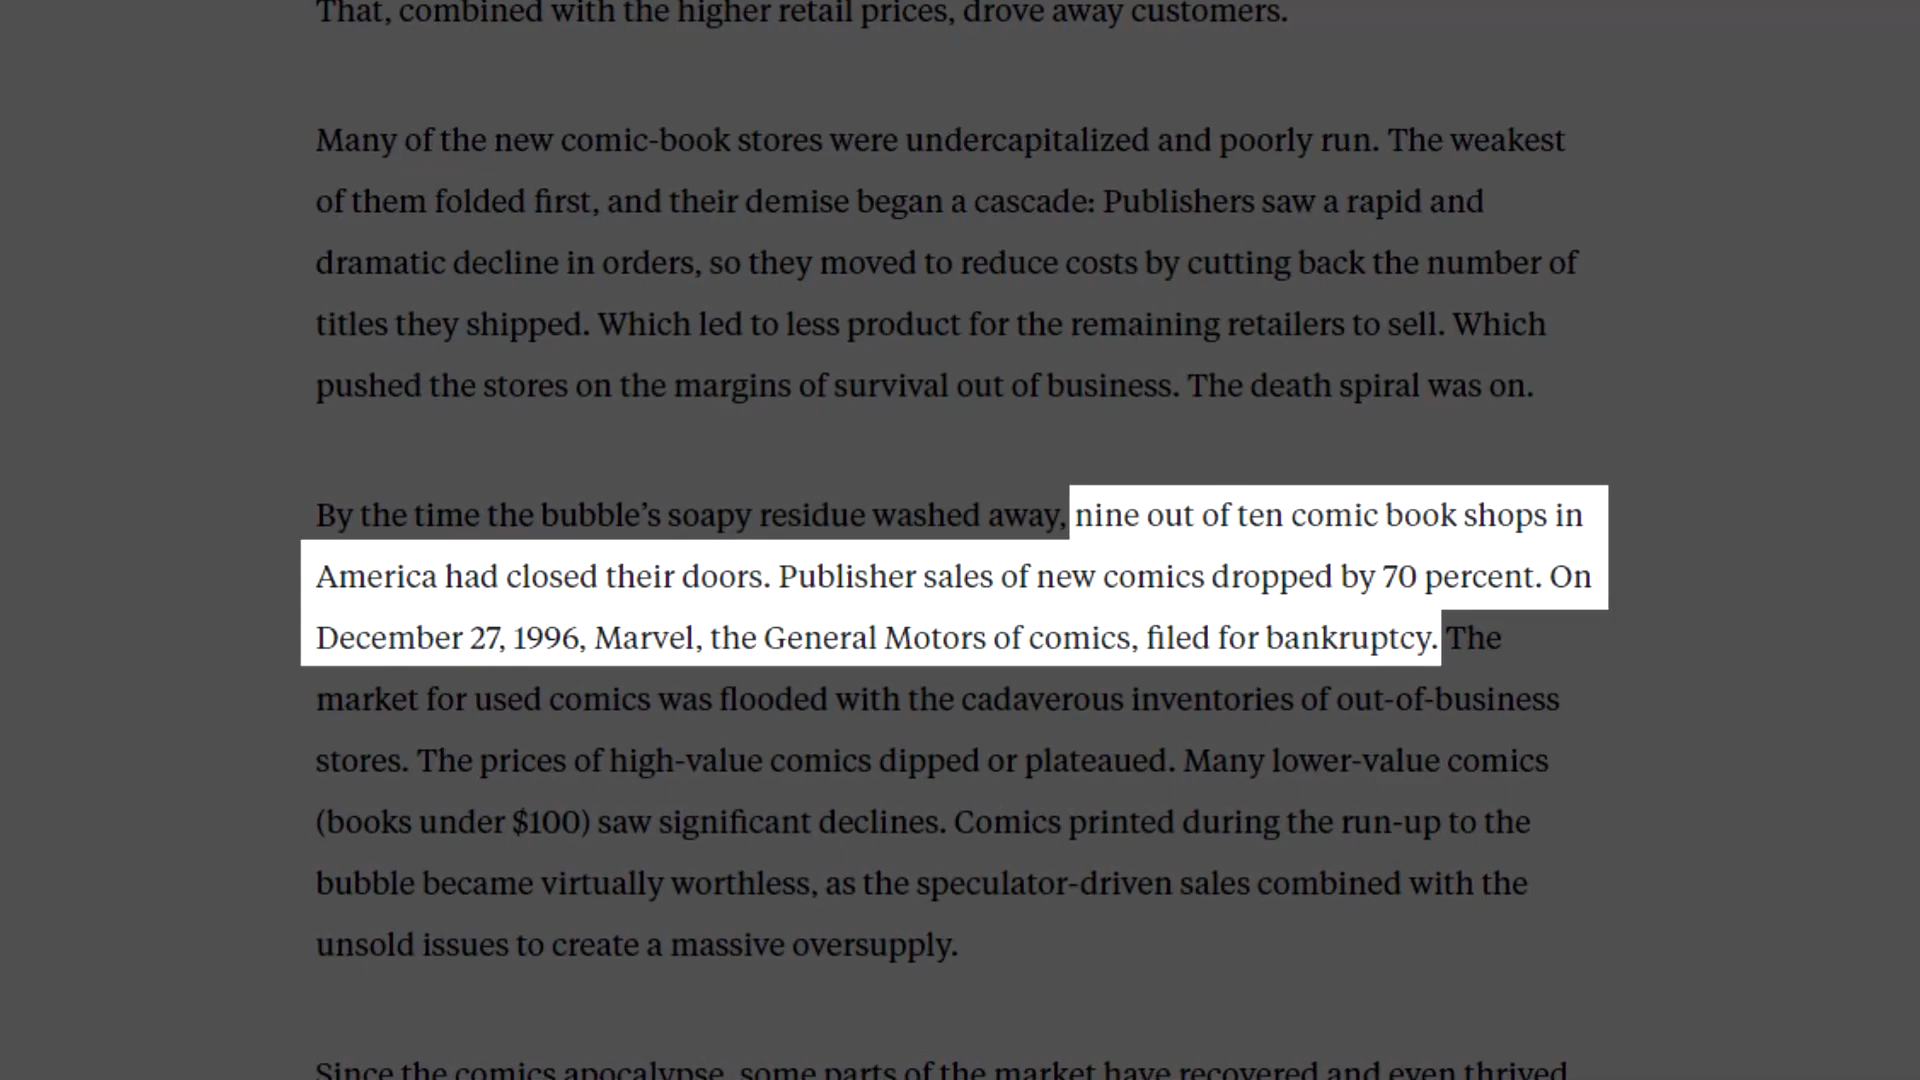 That, combined with the higher retail prices, drove away customers.
Many of the new comic-book stores were undercapitalized and poorly run. The weakest
of them folded first, and their demise began a cascade: Publishers saw a rapid and
dramatic decline in orders, so they moved to reduce costs by cutting back the number of
titles they shipped. Which led to less product for the remaining retailers to sell. Which
pushed the stores on the margins of survival out of business. The death spiral was on.
By the time the bubble’s soapy residue washed away, nine out of ten comic book shops in
America had closed their doors. Publisher sales of new comics dropped by 70 percent. On
December 27, 1996, Marvel, the General Motors of comics, filed for bankruptcy. The
market for used comics was flooded with the cadaverous inventories of out-of-business
stores. The prices of high-value comics dipped or plateaued. Many lower-value comics
(books under $100) saw significant declines. Comics printed during the run-up to the
bubble became virtually worthless, as the speculator-driven sales combined with the
unsold issues to create a massive oversupply.
Since the comics apocalypse, some parts of the market have recovered and even thrived